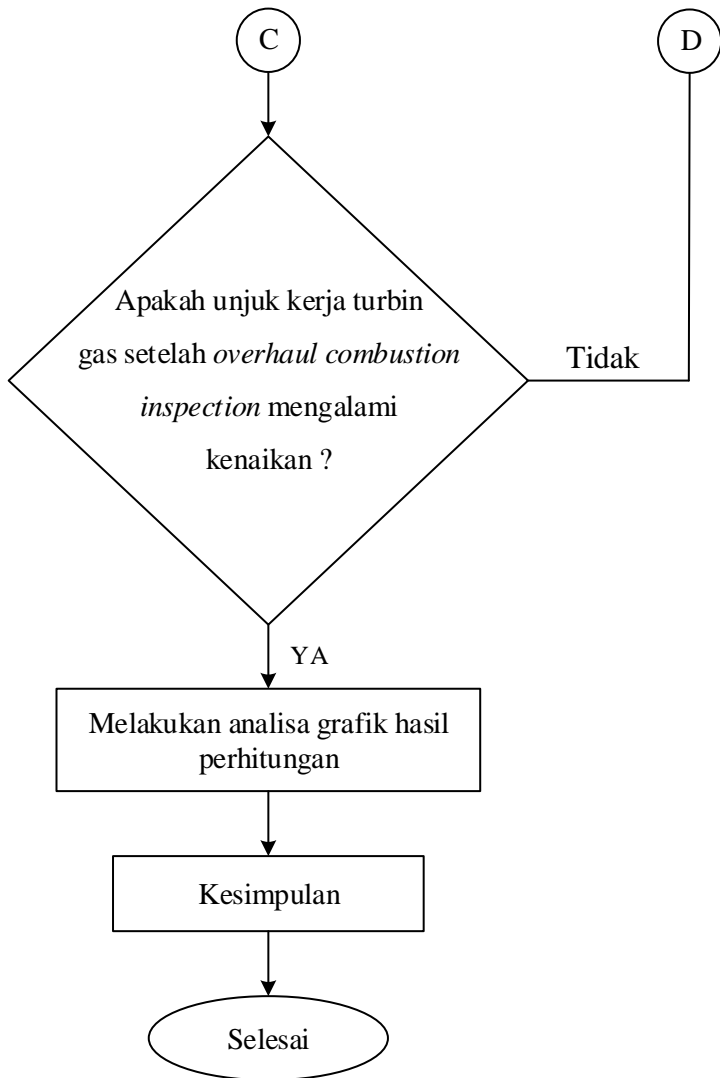 C
D
Apakah unjuk kerja turbin
gas setelah overhaul combustion
inspection mengalami
kenaikan ?
Tidak
YA
Melakukan analisa grafik hasil
perhitungan
Kesimpulan
Selesai